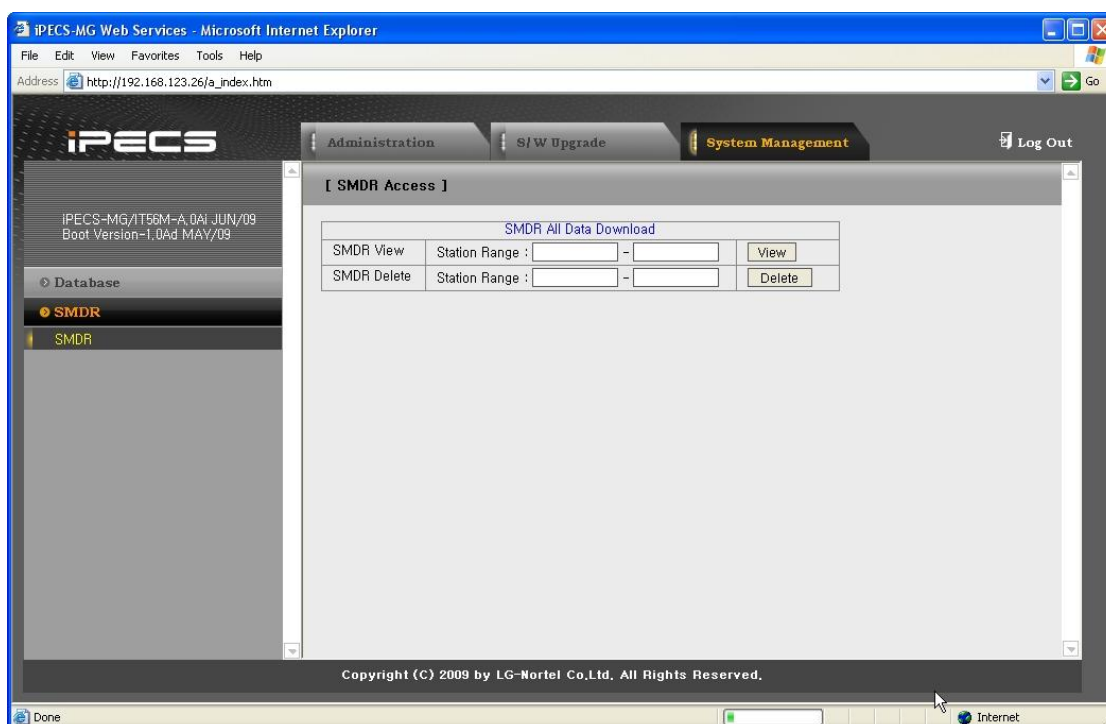 iPECS-MG Web Services - Microsoft Internet Explorer
File Edit View Favorites Tools Help
Address http://192.168.123.26/a_index.htm Go
iPECS
Administration S/W Upgrade System Management Log Out
[ SMDR Access ]
iPECS-MG/IT56M-A.0Ai JUN/09
Boot Version-1.0Ad MAY/09
SMDR All Data Download
SMDR View Station Range : - View
SMDR Delete Station Range : - Delete
Database
SMDR
SMDR
Copyright (C) 2009 by LG-Nortel Co.Ltd. All Rights Reserved.
Done Internet